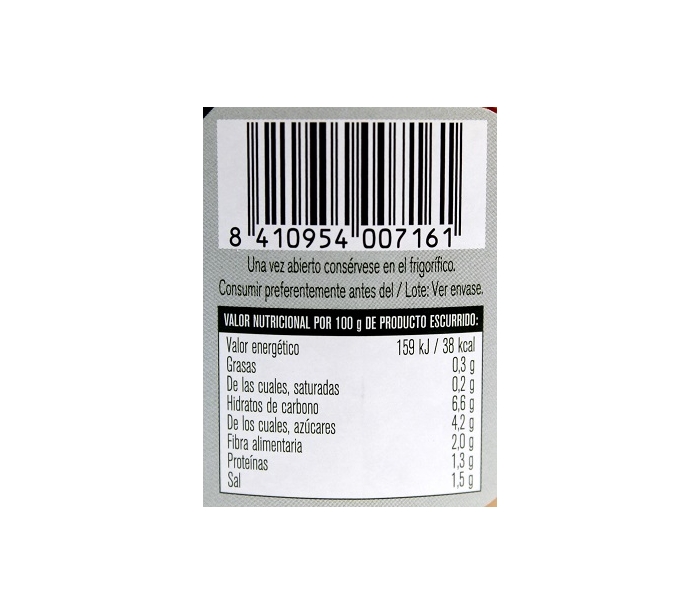 8 410954 007161
Una vez abierto consérvese en el frigorífico.
Consumir preferentemente antes del / Lote: Ver envase.
VALOR NUTRICIONAL POR 100 g DE PRODUCTO ESCURRIDO:
Valor energético 159 kJ / 38 kcal
Grasas 0,3 g
De las cuales, saturadas 0,2 g
Hidratos de carbono 6,6 g
De los cuales, azúcares 4,2 g
Fibra alimentaria 2,0 g
Proteínas 1,3 g
Sal 1,5 g